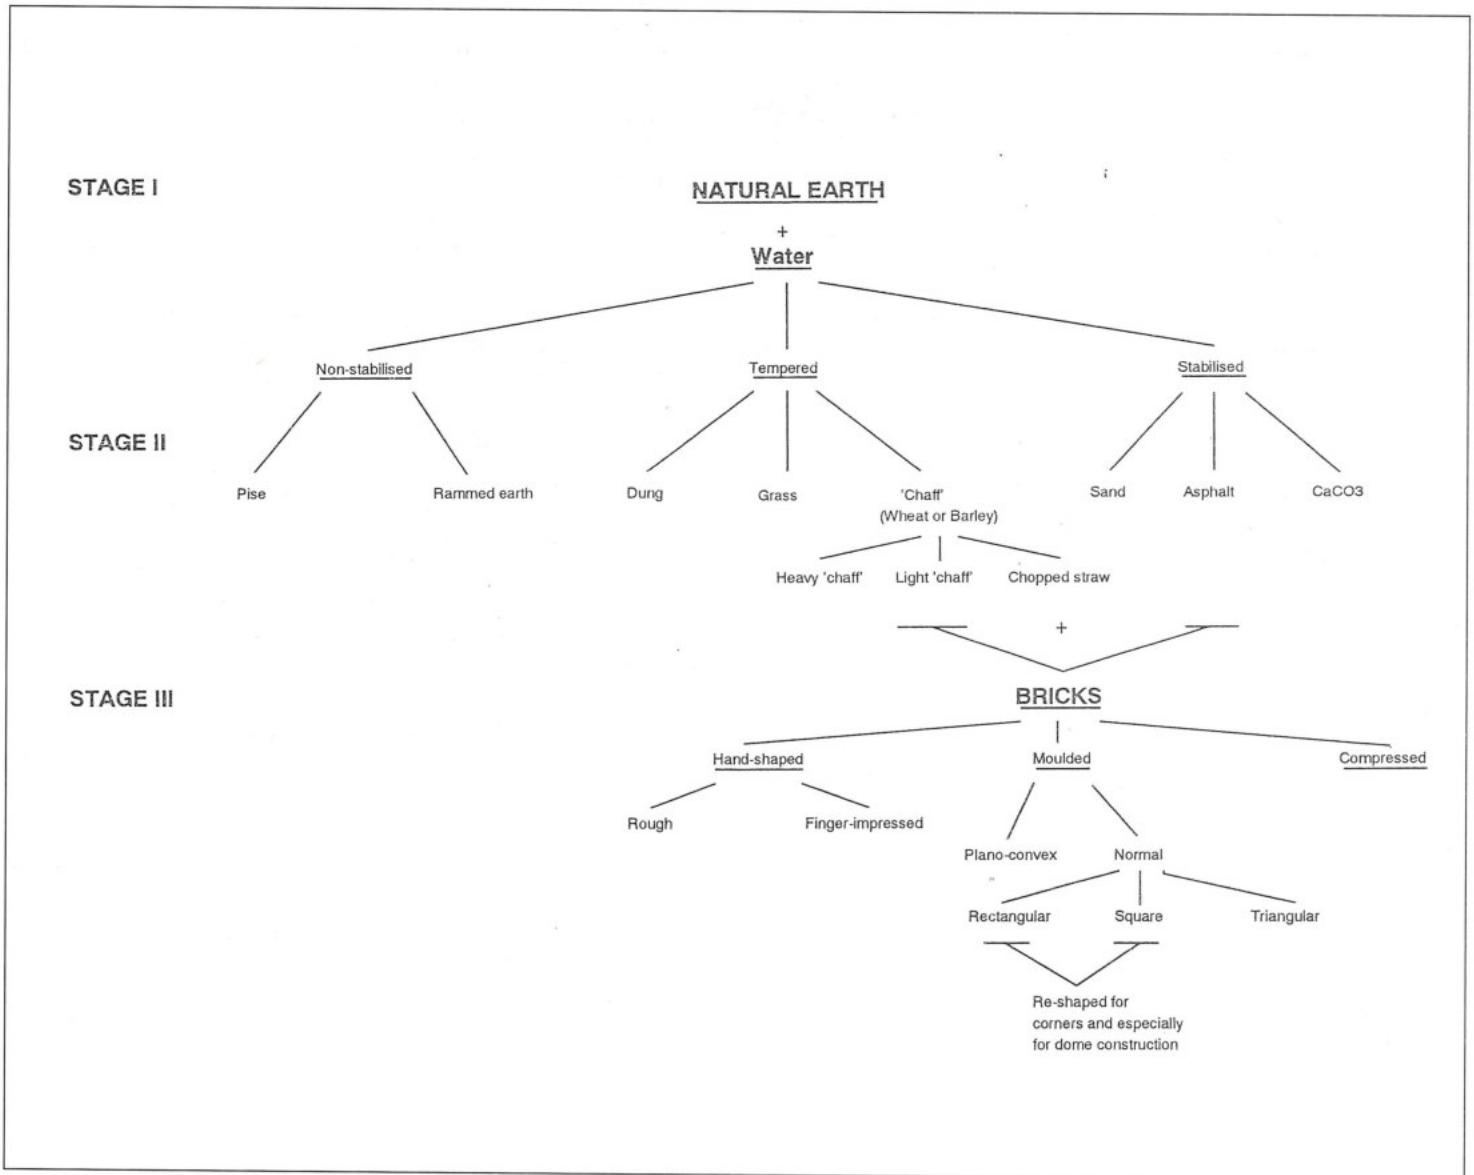 STAGE I
NATURAL EARTH
+
Water
Non-stabilised
Tempered
Stabilised
STAGE II
Pise
Rammed earth
Dung
Grass
'Chaff'
(Wheat or Barley)
Sand
Asphalt
CaCO3
Heavy 'chaff'
Light 'chaff'
Chopped straw
+
STAGE III
BRICKS
Hand-shaped
Moulded
Compressed
Rough
Finger-impressed
Plano-convex
Normal
Rectangular
Square
Triangular
Re-shaped for
corners and especially
for dome construction